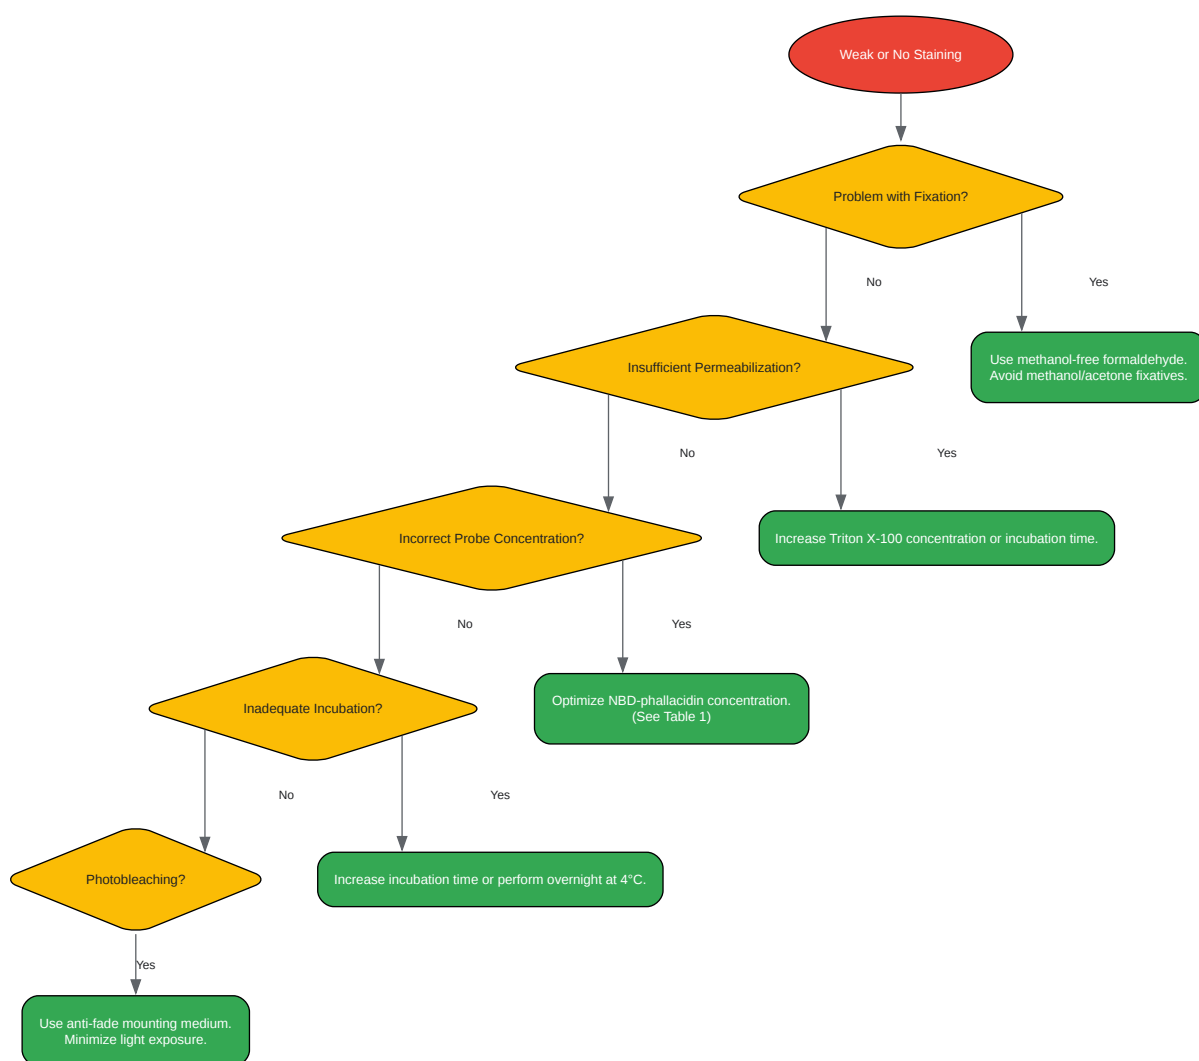 Weak or No Staining
Problem with Fixation?
No
Yes
Insufficient Permeabilization?
Use methanol-free formaldehyde.
Avoid methanol/acetone fixatives.
No
Yes
Incorrect Probe Concentration?
Increase Triton X-100 concentration or incubation time.
No
Yes
Inadequate Incubation?
Optimize NBD-phallacidin concentration.
(See Table 1)
No
Yes
Photobleaching?
Increase incubation time or perform overnight at 4°C.
Yes
Use anti-fade mounting medium.
Minimize light exposure.